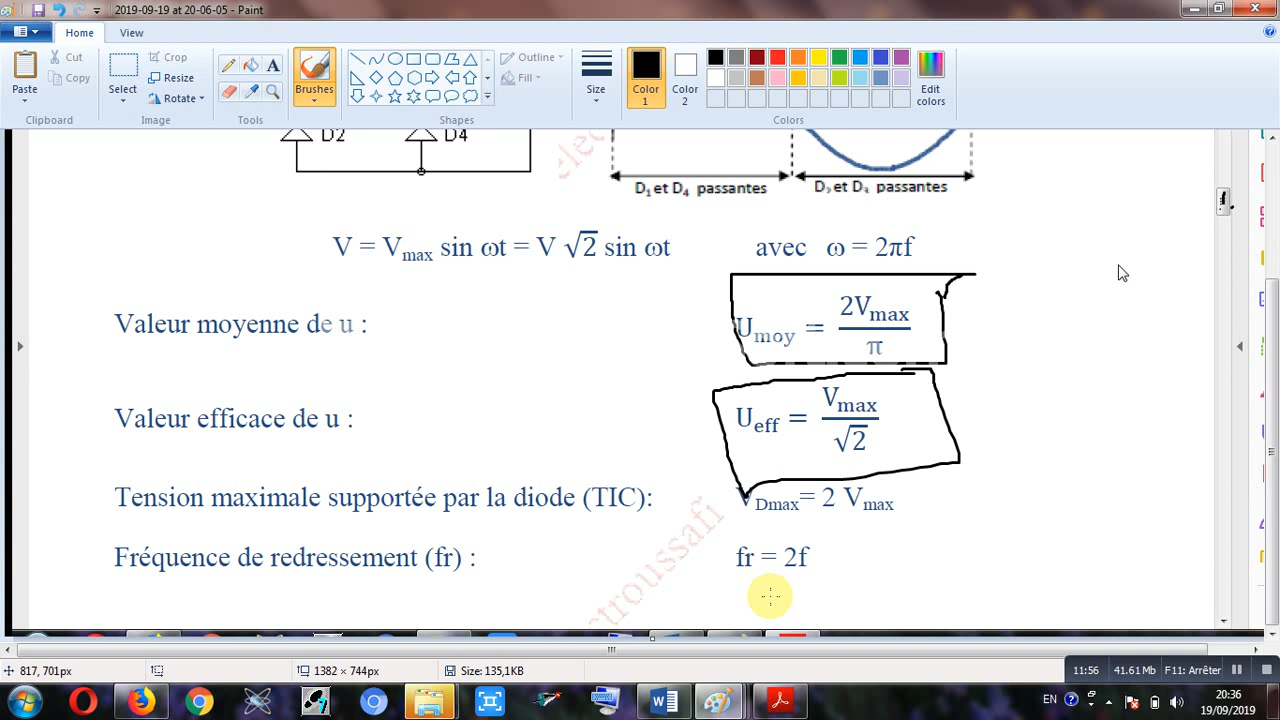 2019-09-19 at 20-06-05 - Paint
Home View
Paste
Cut
Copy
Clipboard
Select
Crop
Resize
Rotate
Image
Tools
Brushes
Outline
Fill
Shapes
Size
Color 1
Color 2
Edit colors
Colors
D2 D4
D₁ et D₄ passantes
D₂ et D₃ passantes
V = Vmax sin ωt = V √2 sin ωt avec ω = 2πf
Valeur moyenne de u : Umoy = 2Vmax/π
Valeur efficace de u : Ueff = Vmax/√2
Tension maximale supportée par la diode (TIC): VDmax= 2 Vmax
Fréquence de redressement (fr) : fr = 2f
ctroussafi
elec
817, 701px
1382 × 744px
Size: 135,1KB
11:56 41.61 Mb F11: Arrêter
EN
20:36
19/09/2019